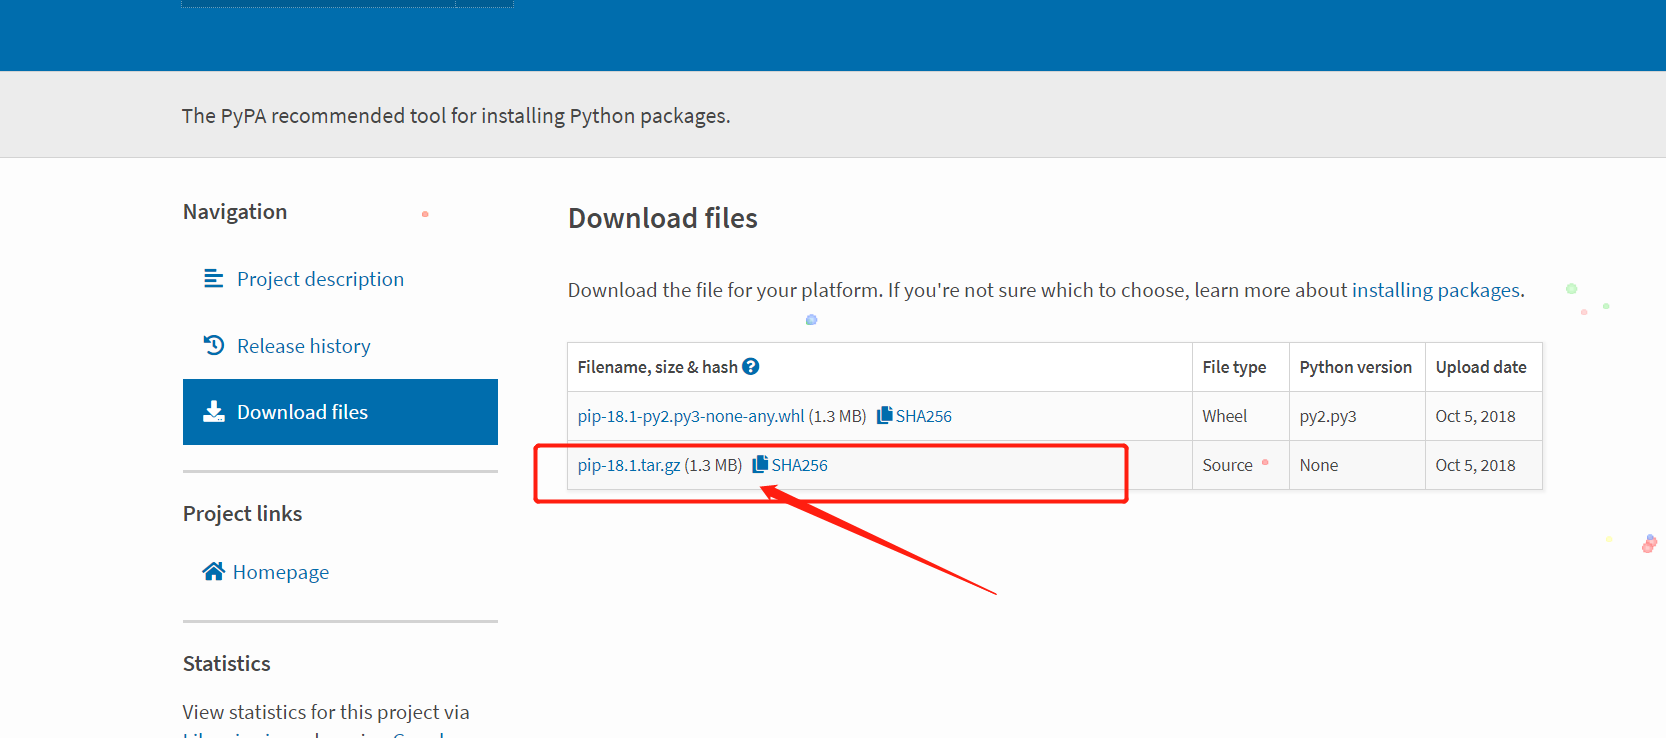 The PyPA recommended tool for installing Python packages.
Navigation
Project description
Release history
Download files
Project links
Homepage
Statistics
View statistics for this project via
Download files
Download the file for your platform. If you're not sure which to choose, learn more about installing packages.
Filename, size & hash ? File type Python version Upload date
pip-18.1-py2.py3-none-any.whl (1.3 MB) SHA256 Wheel py2.py3 Oct 5, 2018
pip-18.1.tar.gz (1.3 MB) SHA256 Source None Oct 5, 2018